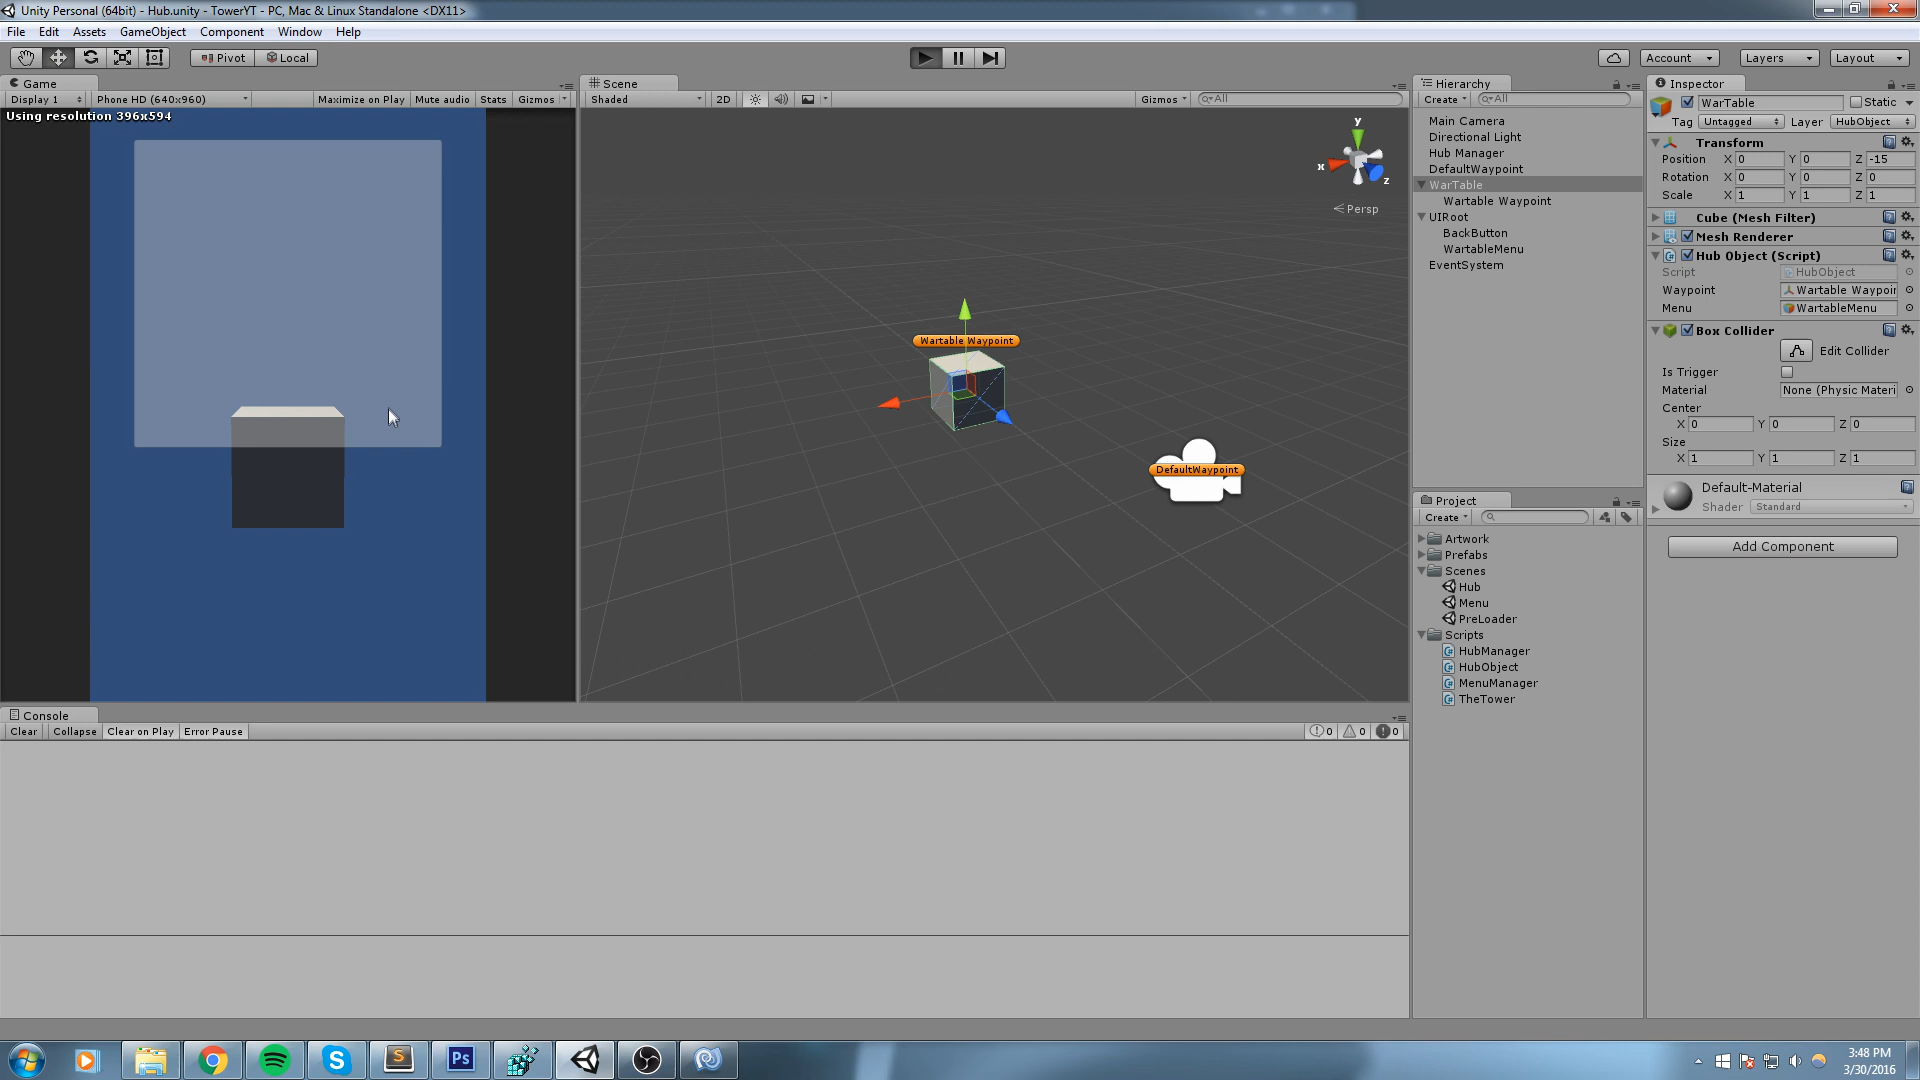 Unity Personal (64bit) - Hub.unity - TowerYT - PC, Mac & Linux Standalone <DX11>
File Edit Assets GameObject Component Window Help
Pivot Local Account Layers Layout
Game
Display 1 Phone HD (640x960) Maximize on Play Mute audio Stats Gizmos
Using resolution 396x594
Scene
Shaded 2D Gizmos All
y
x
z
Persp
Wartable Waypoint
DefaultWaypoint
Hierarchy
Create All
Main Camera
Directional Light
Hub Manager
DefaultWaypoint
WarTable
Wartable Waypoint
UIRoot
BackButton
WartableMenu
EventSystem
Project
Create
Artwork
Prefabs
Scenes
Hub
Menu
PreLoader
Scripts
HubManager
HubObject
MenuManager
TheTower
Inspector
WarTable Static
Tag Untagged Layer HubObject
Transform
Position X 0 Y 0 Z -15
Rotation X 0 Y 0 Z 0
Scale X 1 Y 1 Z 1
Cube (Mesh Filter)
Mesh Renderer
Hub Object (Script)
Script HubObject
Waypoint Wartable Waypoin
Menu WartableMenu
Box Collider
Edit Collider
Is Trigger
Material None (Physic Materi
Center
X 0 Y 0 Z 0
Size
X 1 Y 1 Z 1
Default-Material
Shader Standard
Add Component
Console
Clear Collapse Clear on Play Error Pause 0 0 0
S S Ps
3:48 PM
3/30/2016